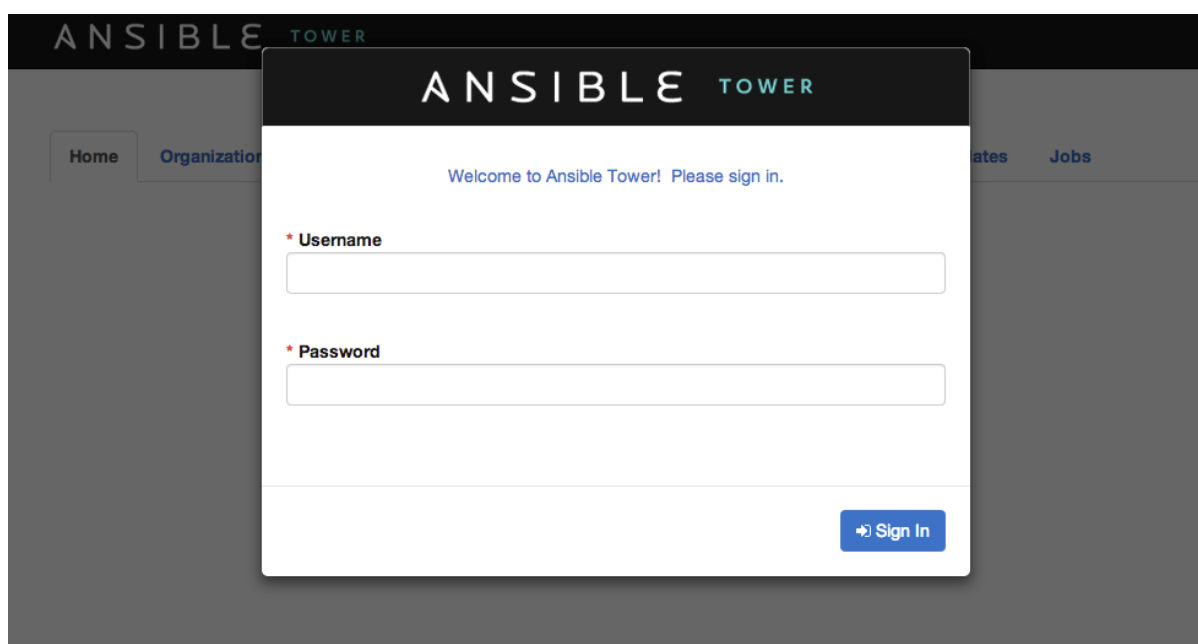 ANSIBLE TOWER
ANSIBLE TOWER
Home Jobs
Welcome to Ansible Tower! Please sign in.
* Username
* Password
Sign In